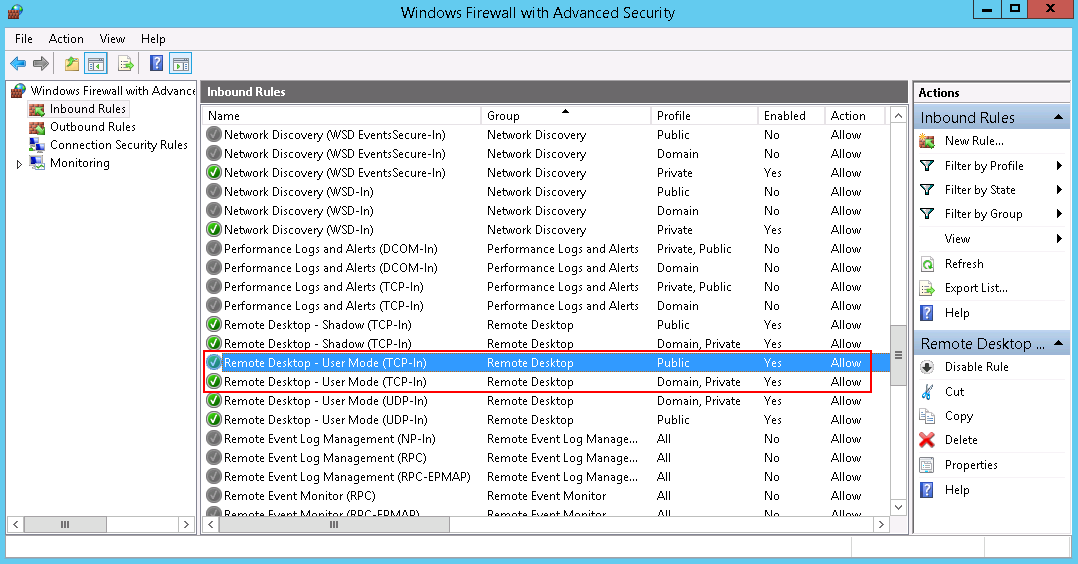 Windows Firewall with Advanced Security
File Action View Help
Windows Firewall with Advance
Inbound Rules
Outbound Rules
Connection Security Rules
Monitoring
Inbound Rules
Name Group Profile Enabled Action
Network Discovery (WSD EventsSecure-In) Network Discovery Public No Allow
Network Discovery (WSD EventsSecure-In) Network Discovery Domain No Allow
Network Discovery (WSD EventsSecure-In) Network Discovery Private Yes Allow
Network Discovery (WSD-In) Network Discovery Public No Allow
Network Discovery (WSD-In) Network Discovery Domain No Allow
Network Discovery (WSD-In) Network Discovery Private Yes Allow
Performance Logs and Alerts (DCOM-In) Performance Logs and Alerts Private, Public No Allow
Performance Logs and Alerts (DCOM-In) Performance Logs and Alerts Domain No Allow
Performance Logs and Alerts (TCP-In) Performance Logs and Alerts Private, Public No Allow
Performance Logs and Alerts (TCP-In) Performance Logs and Alerts Domain No Allow
Remote Desktop - Shadow (TCP-In) Remote Desktop Public Yes Allow
Remote Desktop - Shadow (TCP-In) Remote Desktop Domain, Private Yes Allow
Remote Desktop - User Mode (TCP-In) Remote Desktop Public Yes Allow
Remote Desktop - User Mode (TCP-In) Remote Desktop Domain, Private Yes Allow
Remote Desktop - User Mode (UDP-In) Remote Desktop Domain, Private Yes Allow
Remote Desktop - User Mode (UDP-In) Remote Desktop Public Yes Allow
Remote Event Log Management (NP-In) Remote Event Log Manage... All No Allow
Remote Event Log Management (RPC) Remote Event Log Manage... All No Allow
Remote Event Log Management (RPC-EPMAP) Remote Event Log Manage... All No Allow
Remote Event Monitor (RPC) Remote Event Monitor All No Allow
Remote Event Monitor (RPC-EPMAP) Remote Event Monitor All No Allow
Actions
Inbound Rules
New Rule...
Filter by Profile
Filter by State
Filter by Group
View
Refresh
Export List...
Help
Remote Desktop ...
Disable Rule
Cut
Copy
Delete
Properties
Help